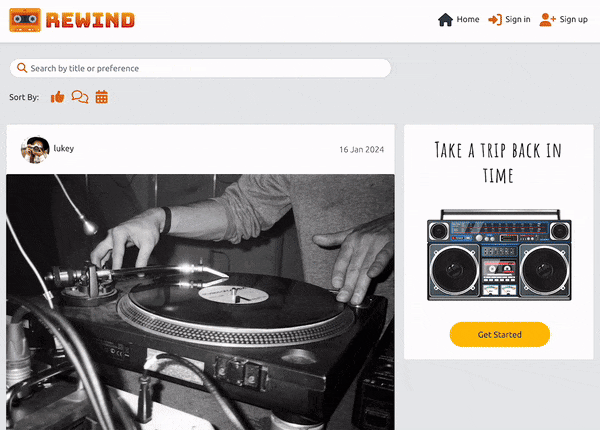 REWIND
Home
Sign in
Sign up
Search by title or preference
Sort By:
lukey
16 Jan 2024
Take a trip back in
time
Get Started